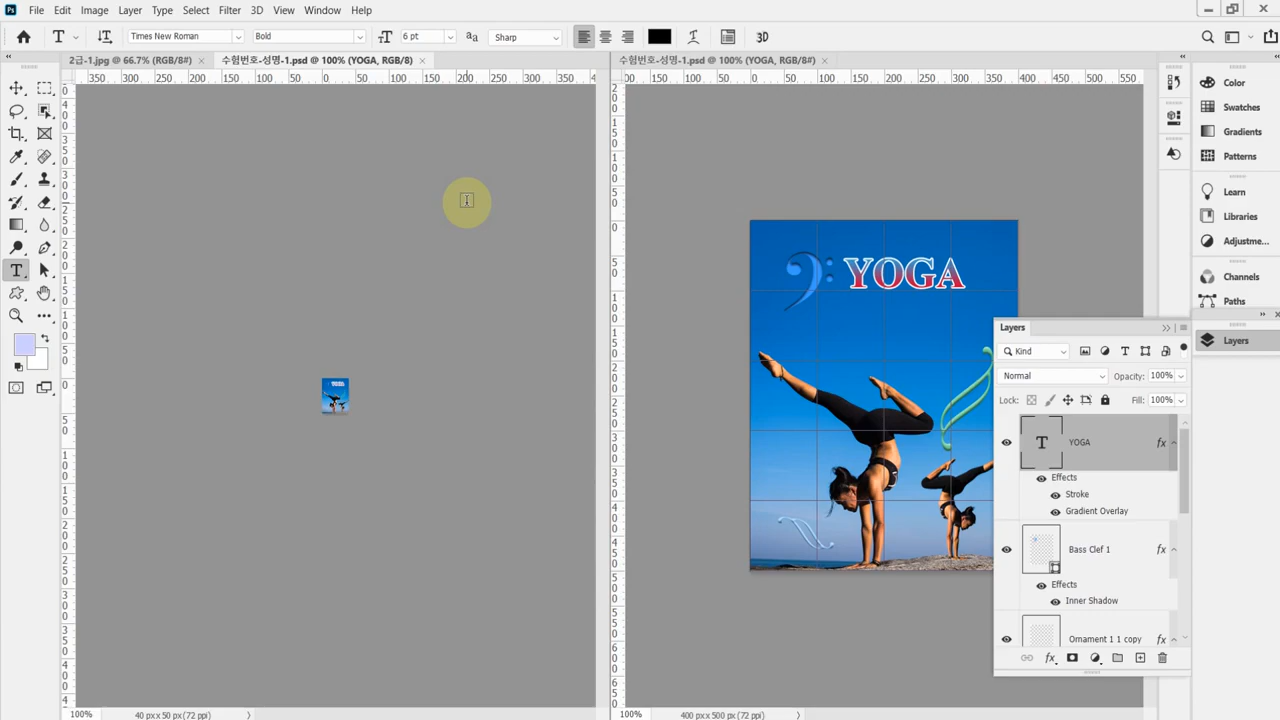 File Edit Image Layer Type Select Filter 3D View Window Help
Times New Roman Bold 6 pt Sharp 3D
2급-1.jpg @ 66.7% (RGB/8#) 수험번호-성명-1.psd @ 100% (YOGA, RGB/8) 수험번호-성명-1.psd @ 100% (YOGA, RGB/8#)
YOGA
Color
Swatches
Gradients
Patterns
Learn
Libraries
Adjustme...
Channels
Paths
Layers
Layers
Kind
Normal Opacity: 100%
Lock: Fill: 100%
T YOGA fx
Effects
Stroke
Gradient Overlay
Bass Clef 1 fx
Effects
Inner Shadow
Ornament 1 1 copy fx
100% 40 px x 50 px (72 ppi)
100% 400 px x 500 px (72 ppi)